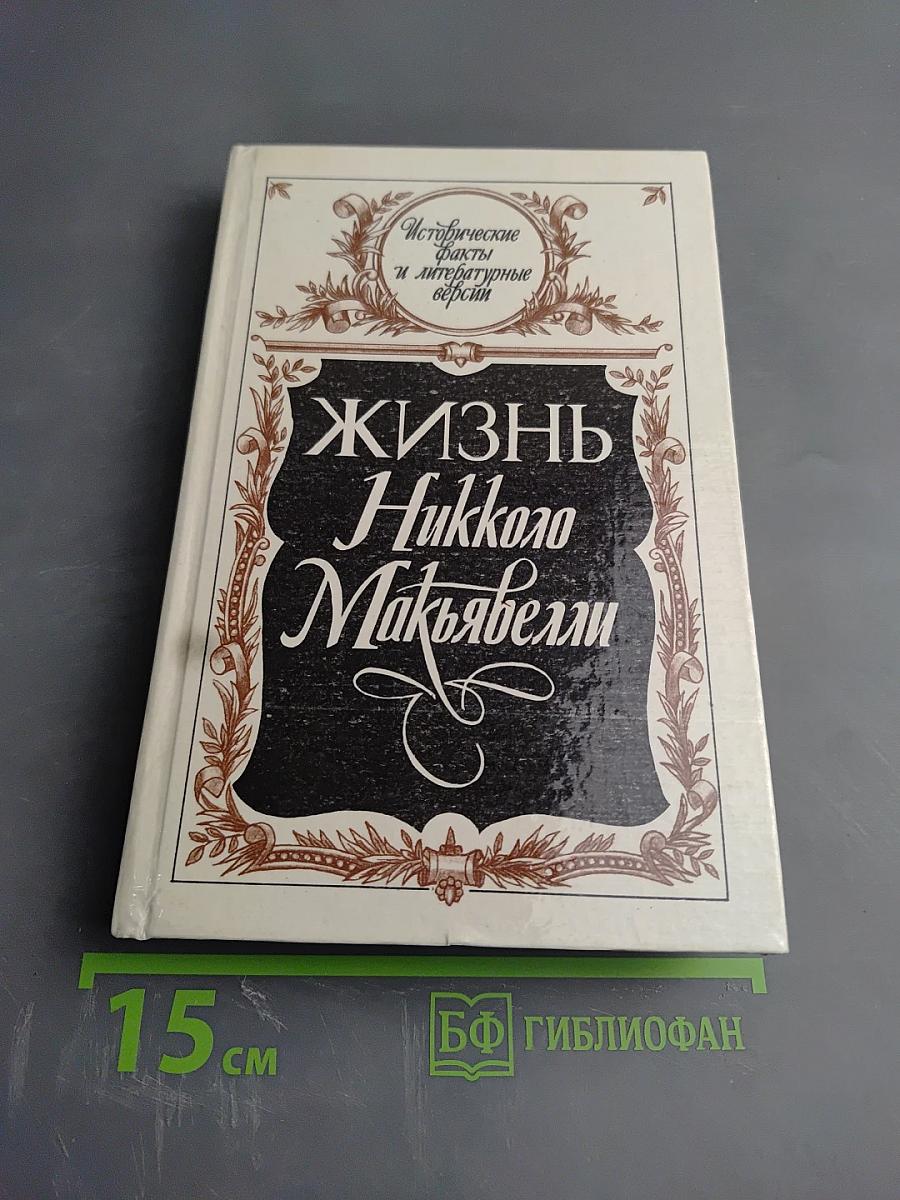 Исторические
факты
и литературные
версии
ЖИЗНЬ
Никколо
Макьявелли
15 см
БФ ГИБЛИОФАН